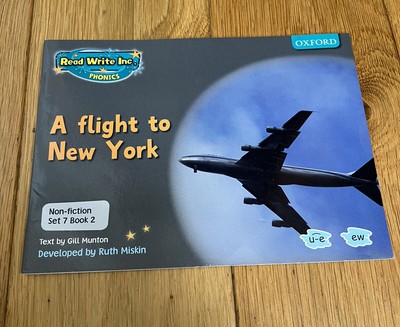 Read Write Inc.
PHONICS
OXFORD
A flight to
New York
Non-fiction
Set 7 Book 2
Text by Gill Munton
Developed by Ruth Miskin
u-e
ew